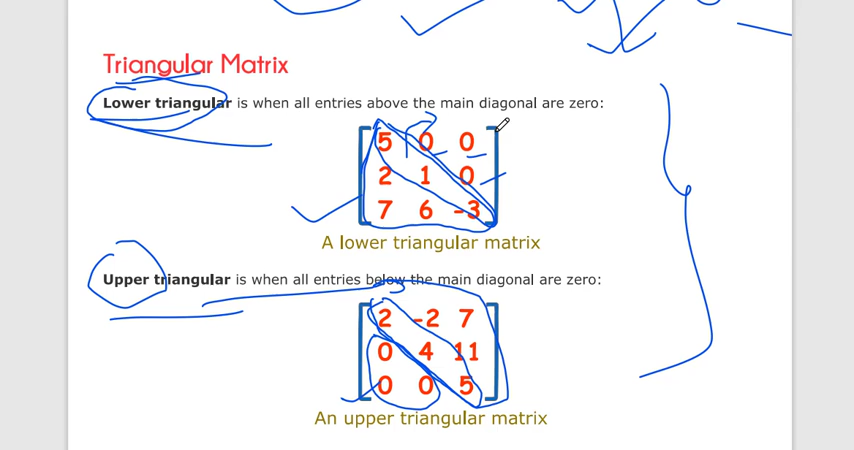 Triangular Matrix
Lower triangular is when all entries above the main diagonal are zero:
5 0 0
2 1 0
7 6 -3
A lower triangular matrix
Upper triangular is when all entries below the main diagonal are zero:
2 -2 7
0 4 11
0 0 5
An upper triangular matrix